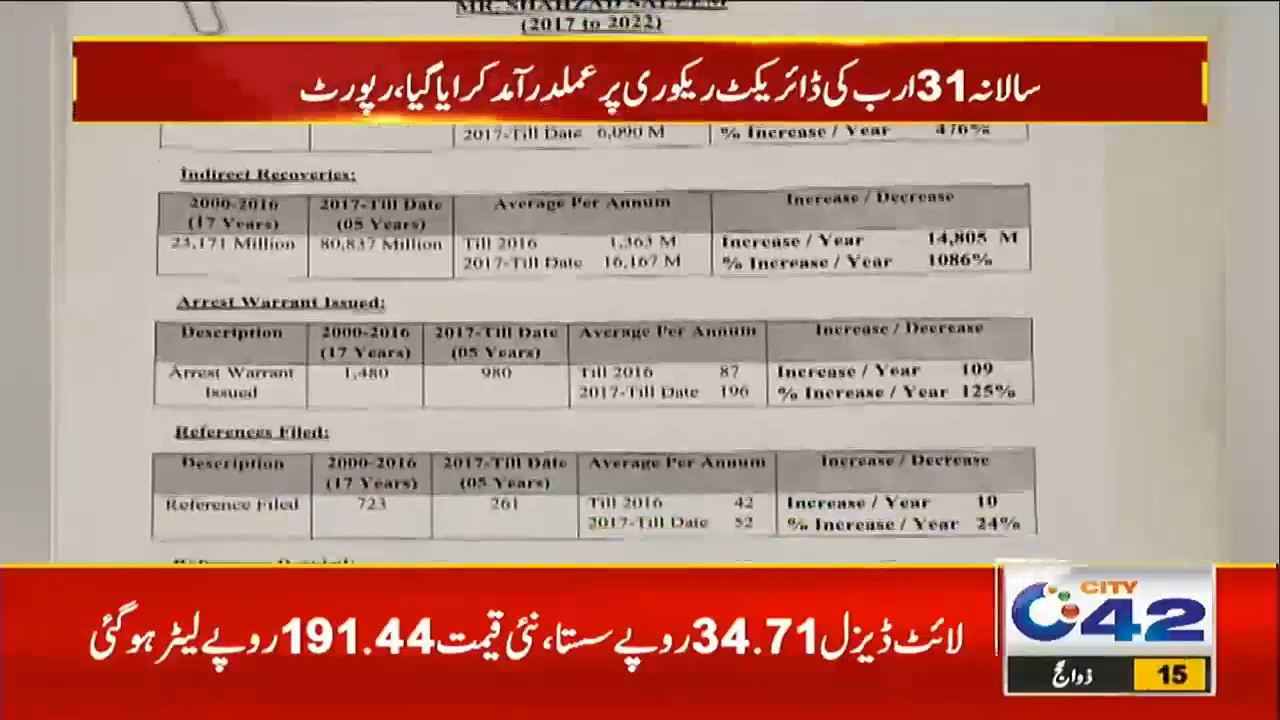 MR. SHAHZAD SALEEM
(2017 to 2022)
سالانہ 31 ارب کی ڈائریکٹ ریکوری پر عملدرآمد کرایا گیا، رپورٹ
2017-Till Date 6,090 M % Increase / Year 476%
Indirect Recoveries:
2000-2016 (17 Years) 2017-Till Date (05 Years) Average Per Annum Increase / Decrease
23,171 Million 80,837 Million Till 2016 1,363 M Increase / Year 14,805 M
2017-Till Date 16,167 M % Increase / Year 1086%
Arrest Warrant Issued:
Description 2000-2016 (17 Years) 2017-Till Date (05 Years) Average Per Annum Increase / Decrease
Arrest Warrant Issued 1,480 980 Till 2016 87 Increase / Year 109
2017-Till Date 196 % Increase / Year 125%
References Filed:
Description 2000-2016 (17 Years) 2017-Till Date (05 Years) Average Per Annum Increase / Decrease
Reference Filed 723 261 Till 2016 42 Increase / Year 10
2017-Till Date 52 % Increase / Year 24%
لائٹ ڈیزل 34.71 روپے سستا، نئی قیمت 191.44 روپے لیٹر ہو گئی
CITY
42
15 ذوالحج